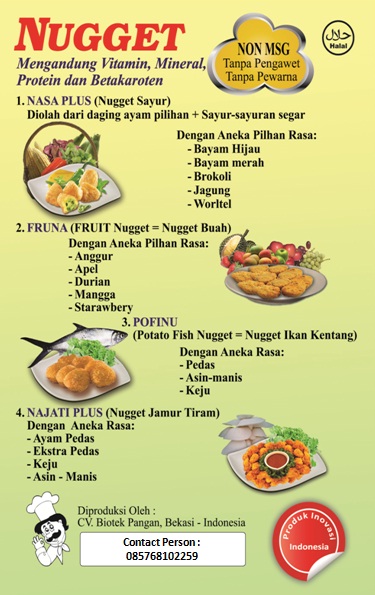 NUGGET
Mengandung Vitamin, Mineral,
Protein dan Betakaroten
NON MSG
Tanpa Pengawet
Tanpa Pewarna
حلال
Halal
1. NASA PLUS (Nugget Sayur)
Diolah dari daging ayam pilihan + Sayur-sayuran segar
Dengan Aneka Pilhan Rasa:
- Bayam Hijau
- Bayam merah
- Brokoli
- Jagung
- Worltel
2. FRUNA (FRUIT Nugget = Nugget Buah)
Dengan Aneka Pilhan Rasa:
- Anggur
- Apel
- Durian
- Mangga
- Starawbery
3. POFINU
(Potato Fish Nugget = Nugget Ikan Kentang)
Dengan Aneka Rasa:
- Pedas
- Asin-manis
- Keju
4. NAJATI PLUS (Nugget Jamur Tiram)
Dengan Aneka Rasa:
- Ayam Pedas
- Ekstra Pedas
- Keju
- Asin - Manis
Diproduksi Oleh :
CV. Biotek Pangan, Bekasi - Indonesia
Contact Person :
085768102259
Produk Inovasi
Indonesia